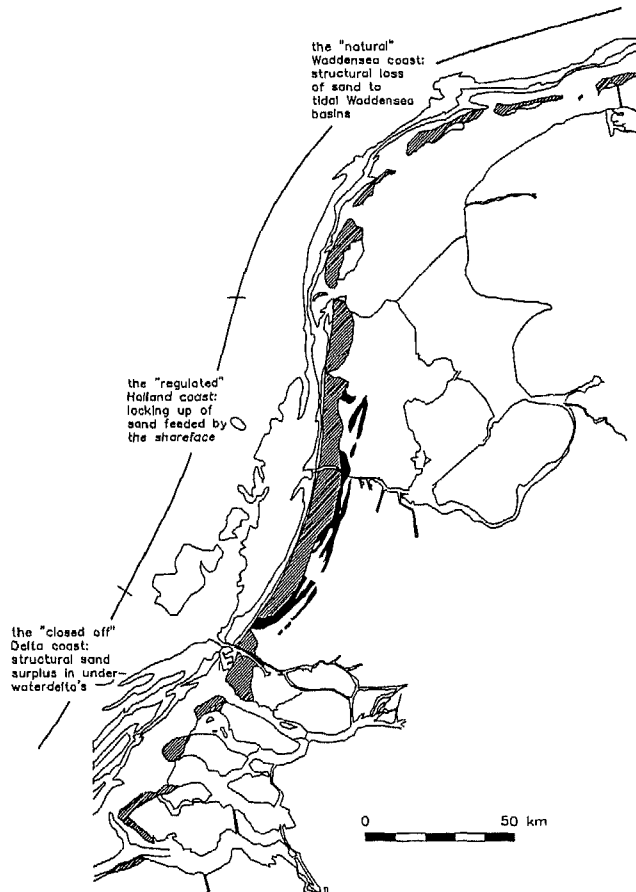 the "natural"
Waddensea coast:
structural loss
of sand to
tidal Waddensea
basins
the "regulated"
Holland coast:
locking up of
sand feeded by
the shareface
the "closed off"
Delta coast:
structural sand
surplus in under-
waterdelta's
0 50 km